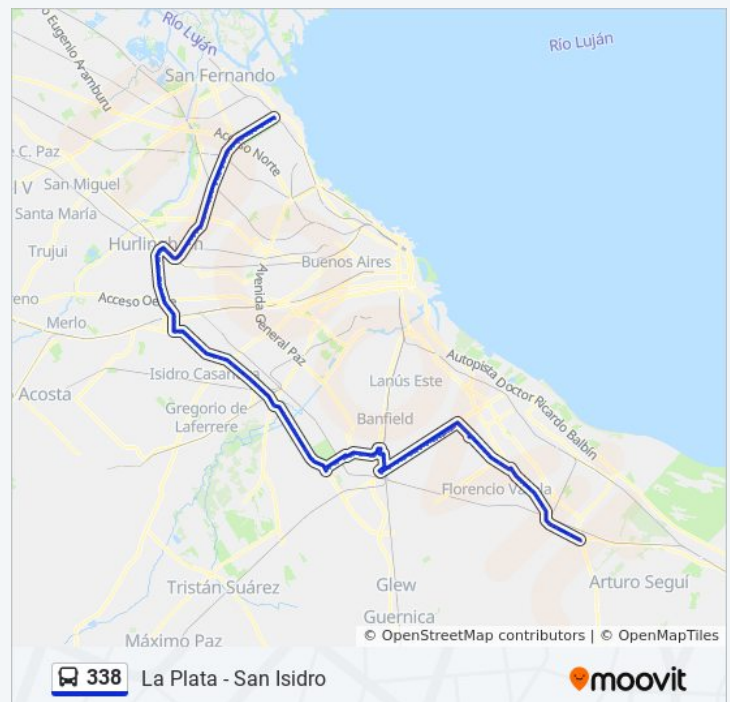 Río Luján
Río Luján
o Eugenio Aramburu
San Fernando
Acceso Norte
e C. Paz
l V
San Miguel
Santa María
Trujui
Hurlingham
Buenos Aires
Avenida General Paz
reno
Acceso Oeste
Merlo
Autopista Doctor Ricardo Balbín
Isidro Casanova
Lanús Este
Acosta
Gregorio de
Laferrere
Banfield
Florencio Varela
Tristán Suárez
Glew
Arturo Seguí
Guernica
Máximo Paz
© OpenStreetMap contributors | © OpenMapTiles
338 La Plata - San Isidro
moovit